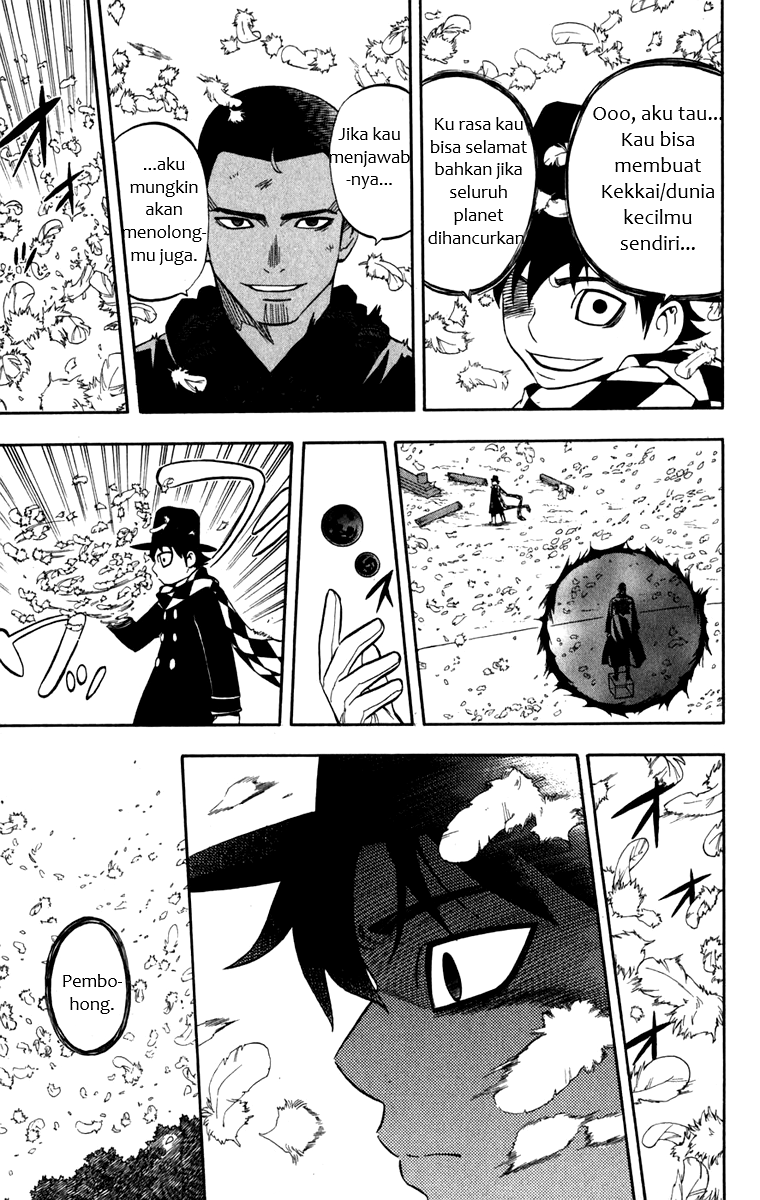 Ooo, aku tau...
Kau bisa
membuat
Kekkai/dunia
kecilmu
sendiri...
Ku rasa kau
bisa selamat
bahkan jika
seluruh
planet
dihancurkan
Jika kau
menjawab
-nya...
...aku
mungkin
akan
menolong-
mu juga.
Pembo-
hong.